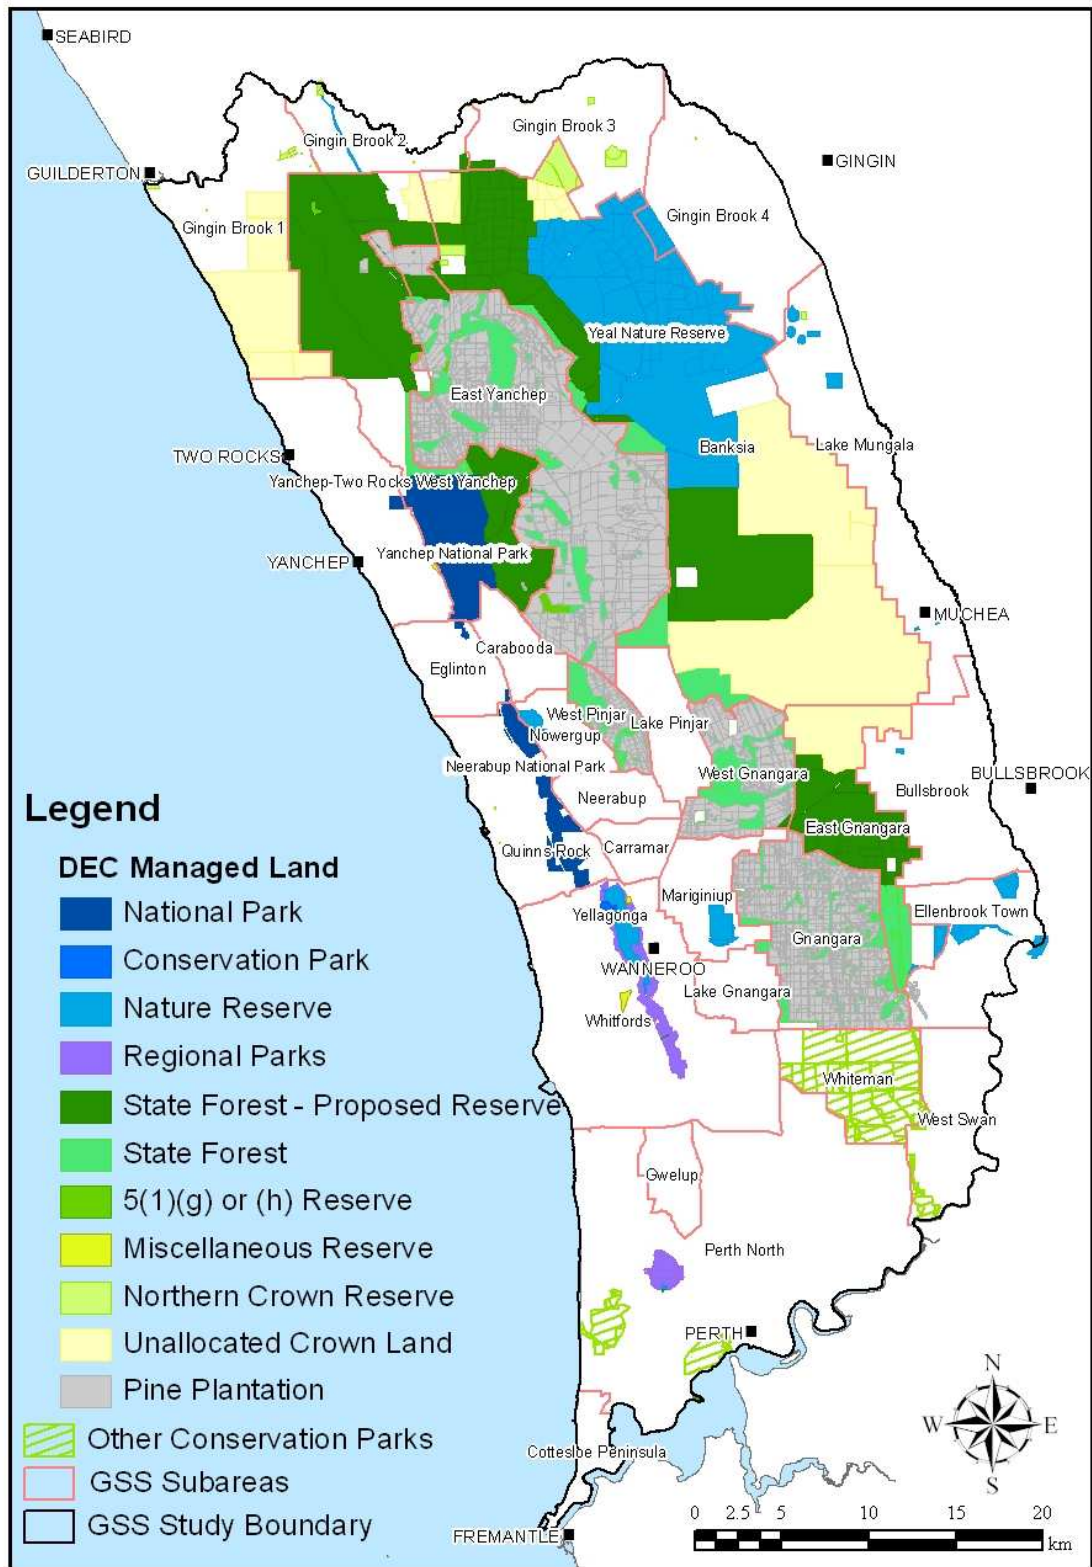 SEABIRD
Gingin Brook 3
Gingin Brook 2
GINGIN
GUILDERTON
Gingin Brook 4
Gingin Brook 1
Yeal Nature Reserve
East Yanchep
Banksia
Lake Mungala
TWO ROCKS
Yanchep-Two Rocks
West Yanchep
YANCHEP
Yanchep National Park
MUCHEA
Carabooda
Eglinton
West Pinjar
Lake Pinjar
Nowergup
Neerabup National Park
West Gnangara
BULLSBROOK
Bullsbrook
Neerabup
East Gnangara
Quinns Rock
Carramar
Mariginiup
Yellagonga
Ellenbrook Town
Gnangara
WANNEROO
Lake Gnangara
Whitfords
Whiteman
West Swan
Gwelup
Perth North
PERTH
Cottesloe Peninsula
FREMANTLE
Legend
DEC Managed Land
National Park
Conservation Park
Nature Reserve
Regional Parks
State Forest - Proposed Reserve
State Forest
5(1)(g) or (h) Reserve
Miscellaneous Reserve
Northern Crown Reserve
Unallocated Crown Land
Pine Plantation
Other Conservation Parks
GSS Subareas
GSS Study Boundary
N
W
E
S
0 2.5 5 10 15 20
km